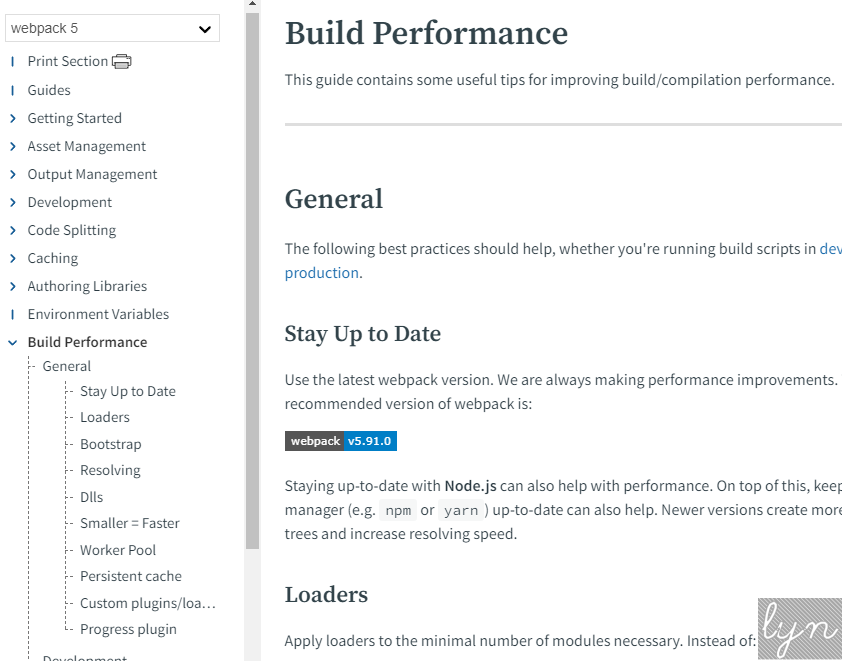 webpack 5
Print Section
Guides
Getting Started
Asset Management
Output Management
Development
Code Splitting
Caching
Authoring Libraries
Environment Variables
Build Performance
General
Stay Up to Date
Loaders
Bootstrap
Resolving
Dlls
Smaller = Faster
Worker Pool
Persistent cache
Custom plugins/loa…
Progress plugin
Development
Build Performance
This guide contains some useful tips for improving build/compilation performance.
General
The following best practices should help, whether you're running build scripts in
production.
Stay Up to Date
Use the latest webpack version. We are always making performance improvements.
recommended version of webpack is:
webpack v5.91.0
Staying up-to-date with Node.js can also help with performance. On top of this, keep
manager (e.g. npm or yarn ) up-to-date can also help. Newer versions create more
trees and increase resolving speed.
Loaders
Apply loaders to the minimal number of modules necessary. Instead of:
lyn